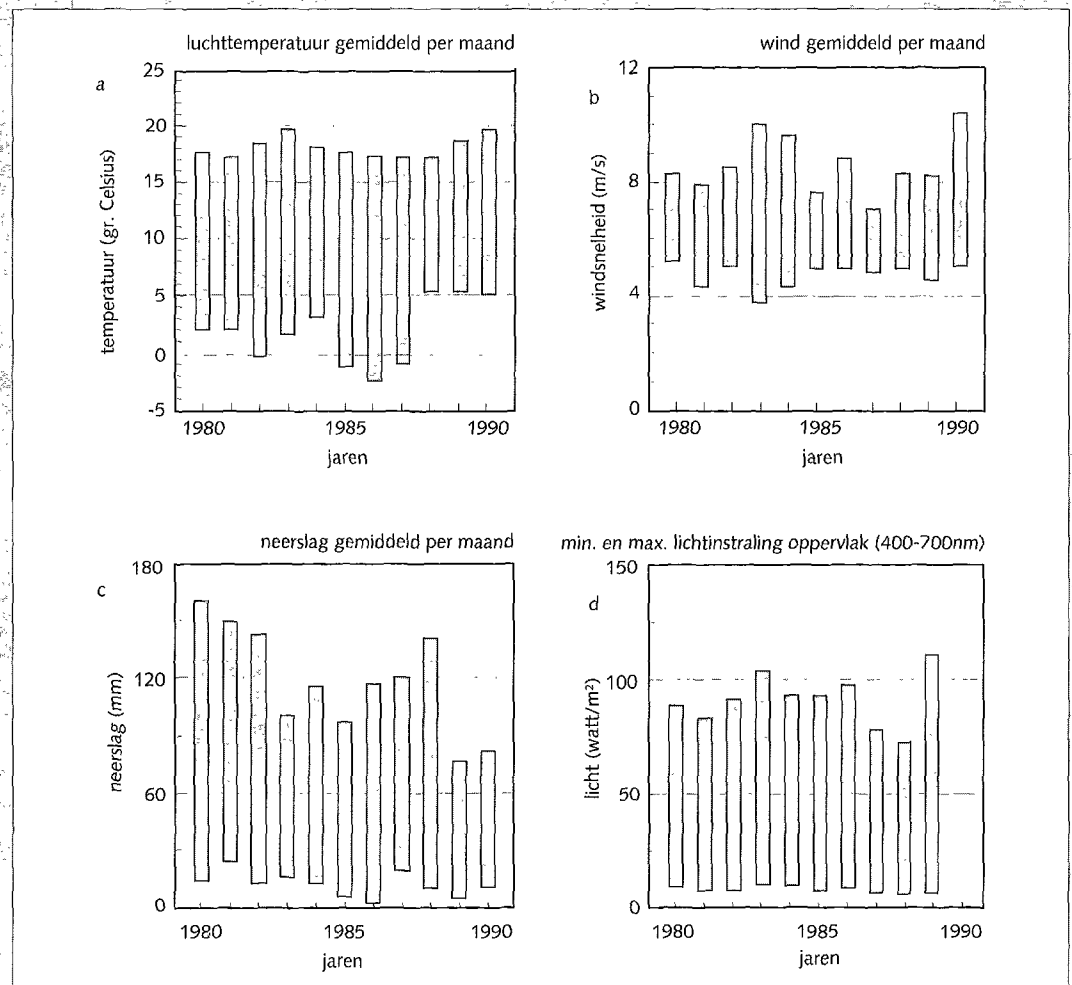 luchttemperatuur gemiddeld per maand
a
temperatuur (gr. Celsius)
25
20
15
10
5
0
-5
1980
1985
1990
jaren
wind gemiddeld per maand
b
windsnelheid (m/s)
12
8
4
0
1980
1985
1990
jaren
neerslag gemiddeld per maand
c
neerslag (mm)
180
120
60
0
1980
1985
1990
jaren
min. en max. lichtinstraling oppervlak (400-700nm)
d
licht (watt/m²)
150
100
50
0
1980
1985
1990
jaren